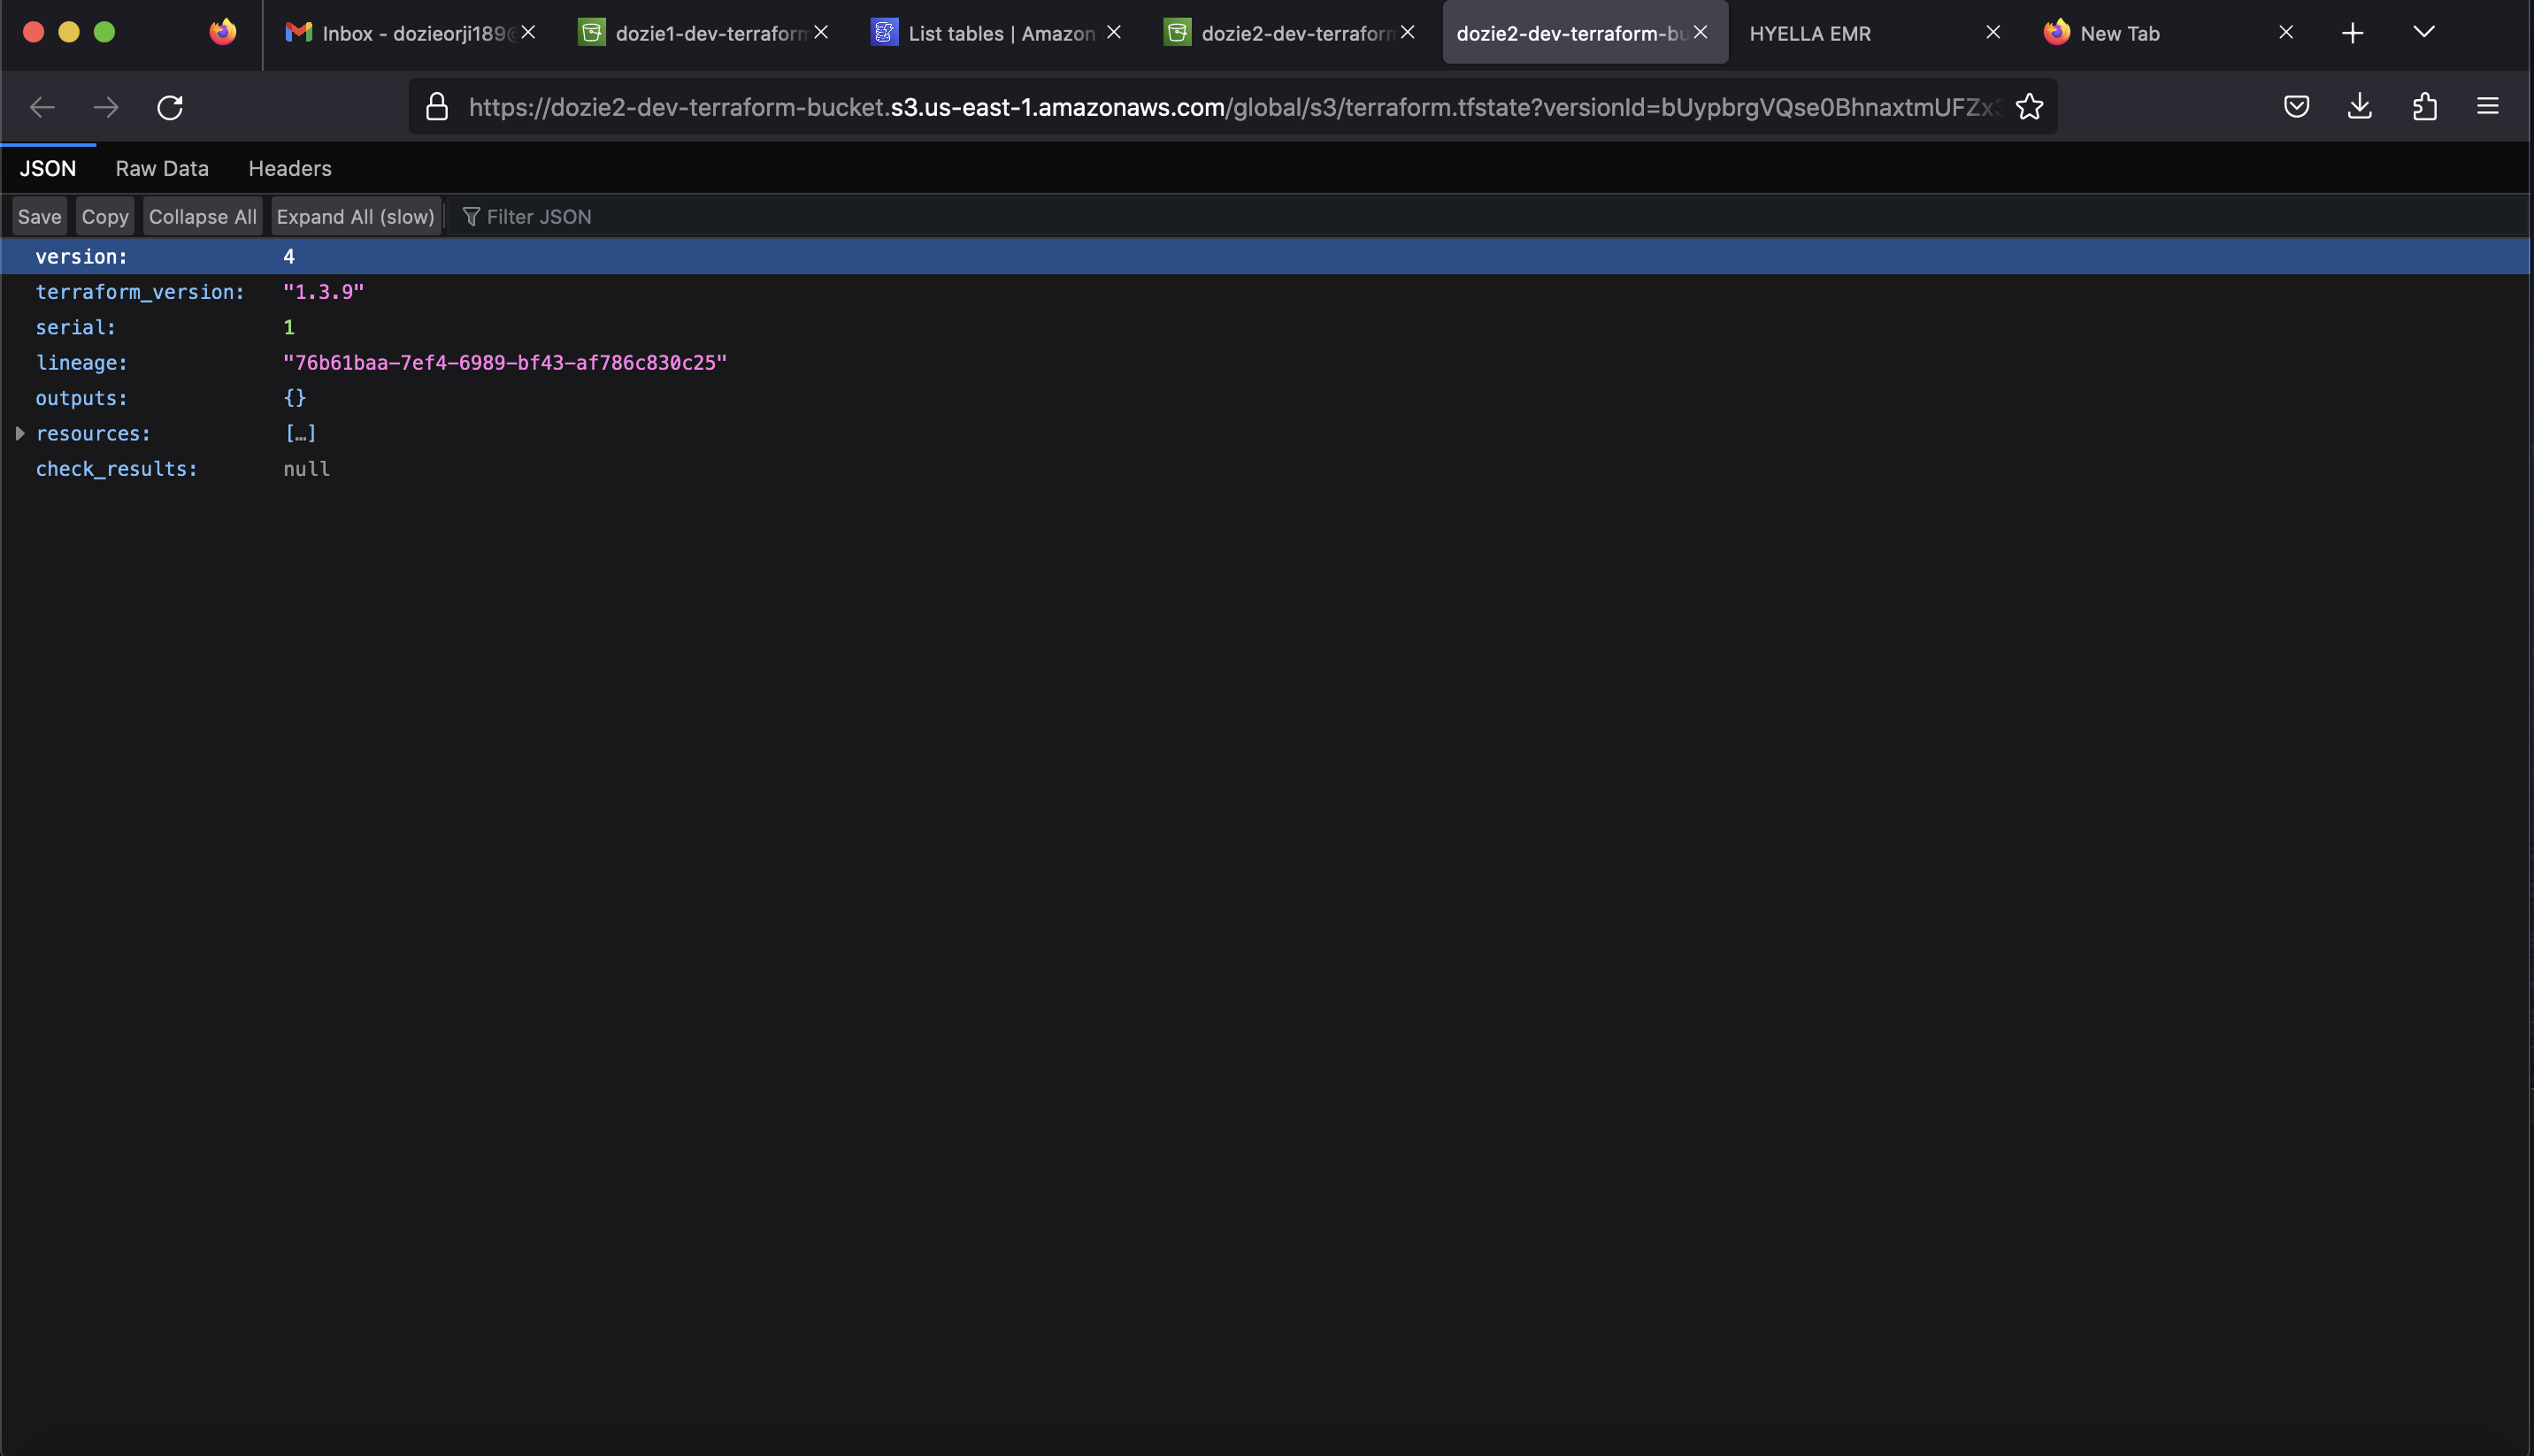 Inbox - dozieorji189@ dozie1-dev-terraform List tables | Amazon dozie2-dev-terraform dozie2-dev-terraform-bu HYELLA EMR New Tab
https://dozie2-dev-terraform-bucket.s3.us-east-1.amazonaws.com/global/s3/terraform.tfstate?versionId=bUypbrgVQse0BhnaxtmUFZx3
JSON Raw Data Headers
Save Copy Collapse All Expand All (slow) Filter JSON
version: 4
terraform_version: "1.3.9"
serial: 1
lineage: "76b61baa-7ef4-6989-bf43-af786c830c25"
outputs: {}
resources: […]
check_results: null